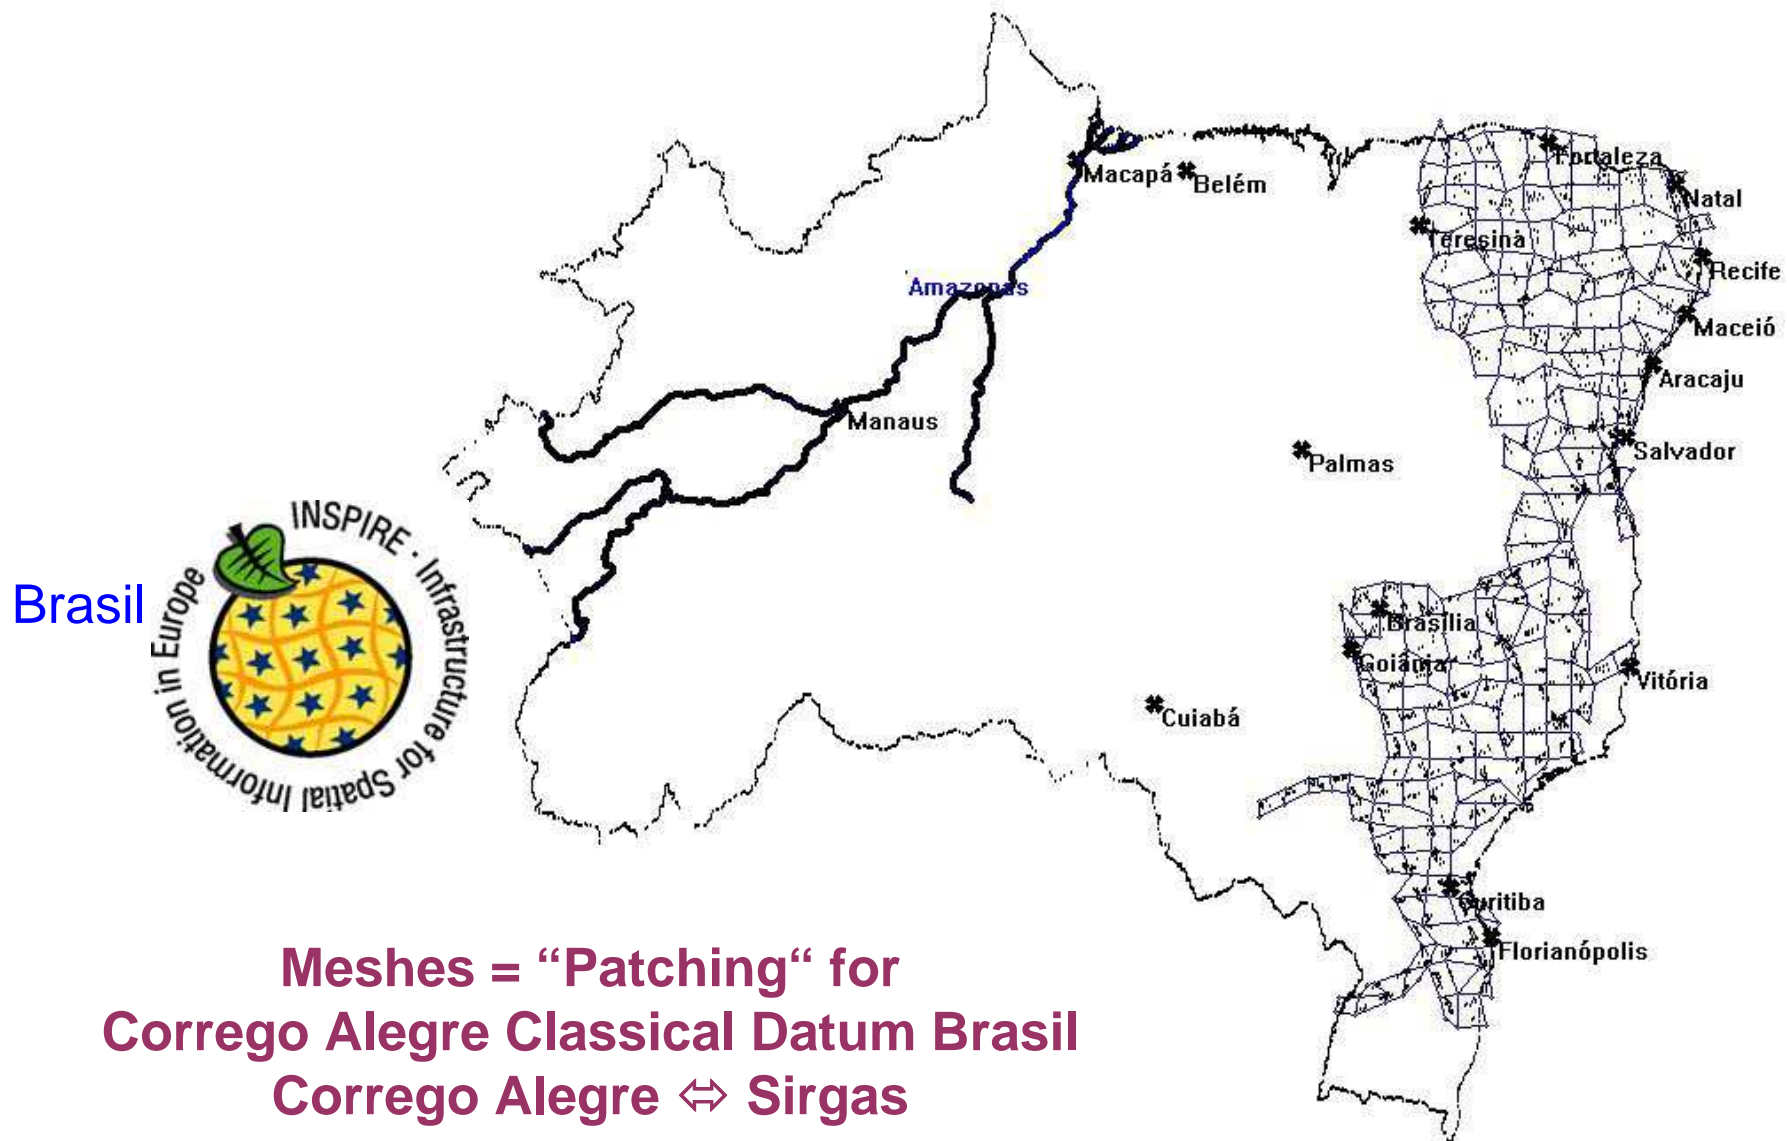 Macapá
Belém
Fortaleza
Natal
Teresina
Recife
Amazonas
Maceió
Aracaju
Manaus
Salvador
Palmas
INSPIRE · Infrastructure for Spatial Information in Europe
Brasil
Brasília
Goiânia
Vitória
Cuiabá
Curitiba
Florianópolis
Meshes = “Patching“ for
Corrego Alegre Classical Datum Brasil
Corrego Alegre ⇔ Sirgas